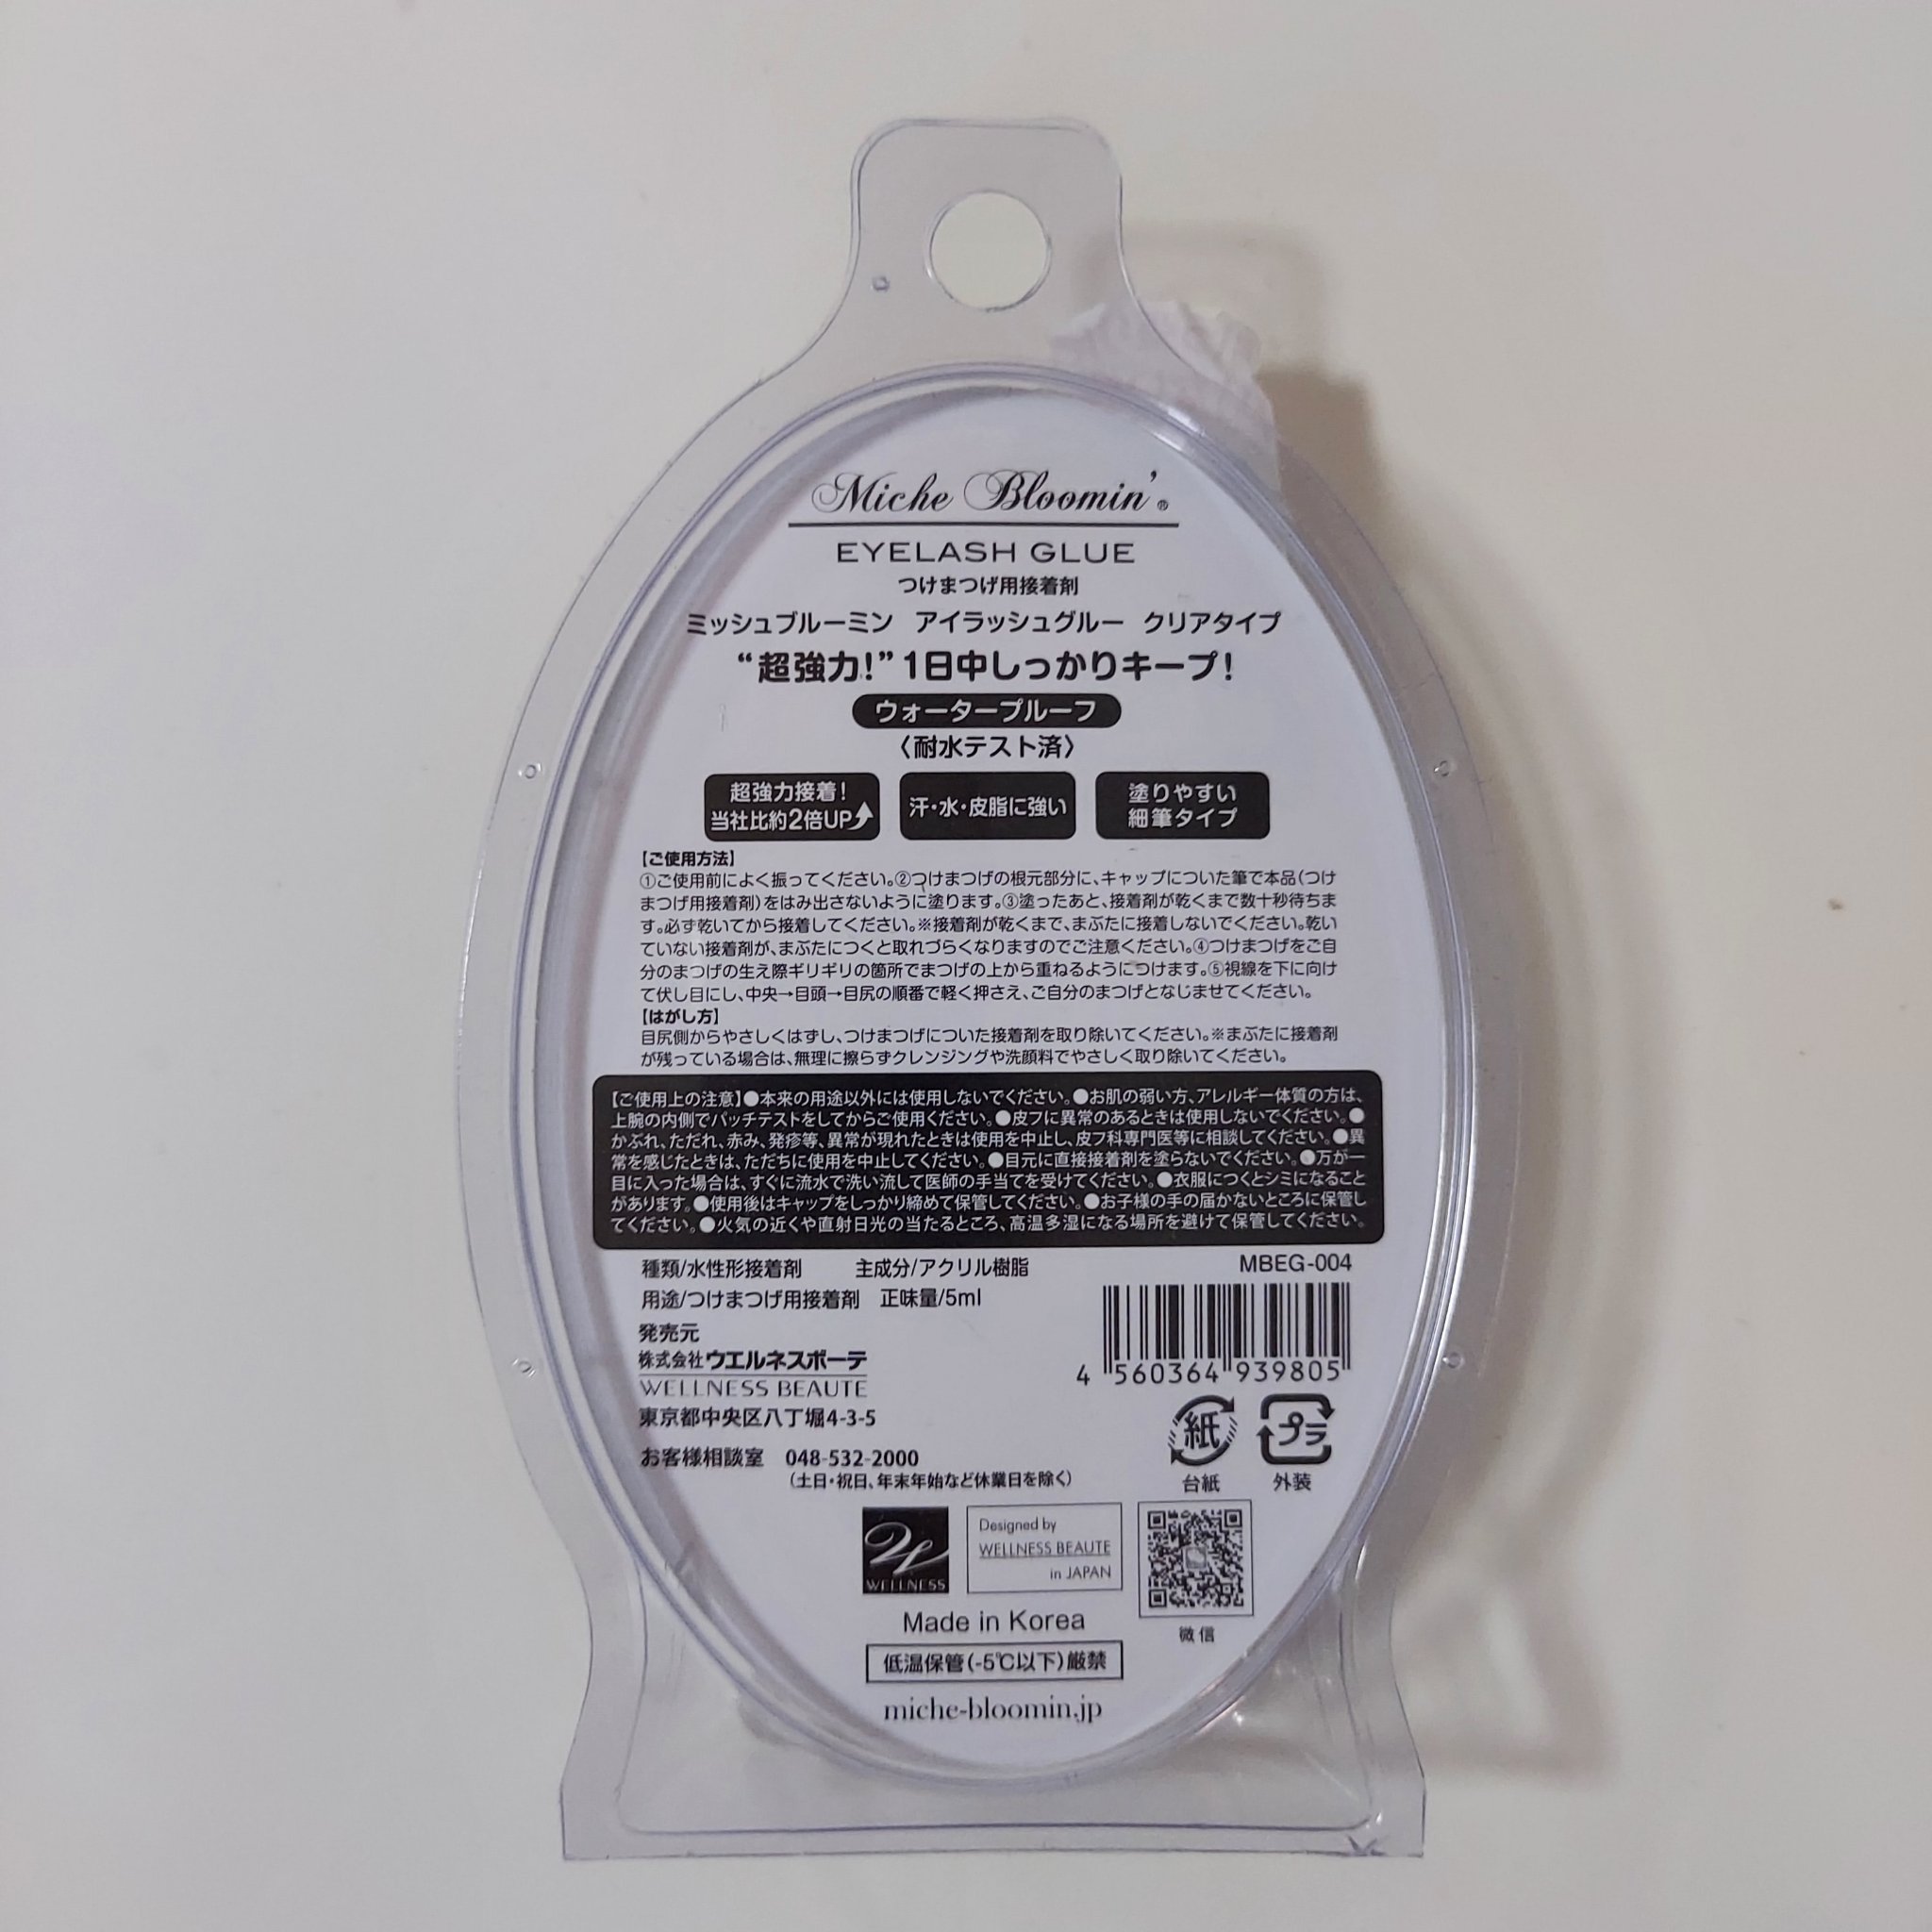 Miche Bloomin'®
EYELASH GLUE
つけまつげ用接着剤
ミッシュブルーミン アイラッシュグルー クリアタイプ
“超強力!”1日中しっかりキープ!
ウォータープルーフ
〈耐水テスト済〉
超強力接着!
当社比約2倍UP
汗・水・皮脂に強い
塗りやすい
細筆タイプ
【ご使用方法】
①ご使用前によく振ってください。②つけまつげの根元部分に、キャップについた筆で本品(つけ
まつげ用接着剤)をはみ出さないように塗ります。③塗ったあと、接着剤が乾くまで数十秒待ちま
す。必ず乾いてから接着してください。※接着剤が乾くまで、まぶたに接着しないでください。乾い
ていない接着剤が、まぶたにつくと取れづらくなりますのでご注意ください。④つけまつげをご自
分のまつげの生え際ギリギリの箇所でまつげの上から重ねるようにつけます。⑤視線を下に向け
て伏し目にし、中央→目頭→目尻の順番で軽く押さえ、ご自分のまつげとなじませてください。
【はがし方】
目尻側からやさしくはずし、つけまつげについた接着剤を取り除いてください。※まぶたに接着剤
が残っている場合は、無理に擦らずクレンジングや洗顔料でやさしく取り除いてください。
【ご使用上の注意】●本来の用途以外には使用しないでください。●お肌の弱い方、アレルギー体質の方は、
上腕の内側でパッチテストをしてからご使用ください。●皮フに異常のあるときは使用しないでください。●
かぶれ、ただれ、赤み、発疹等、異常が現れたときは使用を中止し、皮フ科専門医等に相談してください。●異
常を感じたときは、ただちに使用を中止してください。●目元に直接接着剤を塗らないでください。●万が一
目に入った場合は、すぐに流水で洗い流して医師の手当てを受けてください。●衣服につくとシミになること
があります。●使用後はキャップをしっかり締めて保管してください。●お子様の手の届かないところに保管し
てください。●火気の近くや直射日光の当たるところ、高温多湿になる場所を避けて保管してください。
種類/水性形接着剤 主成分/アクリル樹脂
用途/つけまつげ用接着剤 正味量/5ml
MBEG-004
4 560364 939805
発売元
株式会社ウエルネスボーテ
WELLNESS BEAUTE
東京都中央区八丁堀4-3-5
お客様相談室 048-532-2000
(土日・祝日、年末年始など休業日を除く)
紙
台紙
プラ
外装
WELLNESS
Designed by
WELLNESS BEAUTE
in JAPAN
微信
Made in Korea
低温保管(-5℃以下)厳禁
miche-bloomin.jp